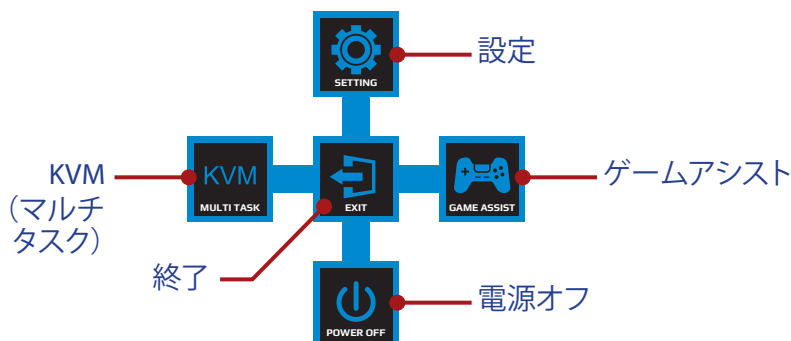 設定
SETTING
KVM
(マルチ
タスク)
KVM
MULTI TASK
EXIT
GAME ASSIST
ゲームアシスト
終了
電源オフ
POWER OFF